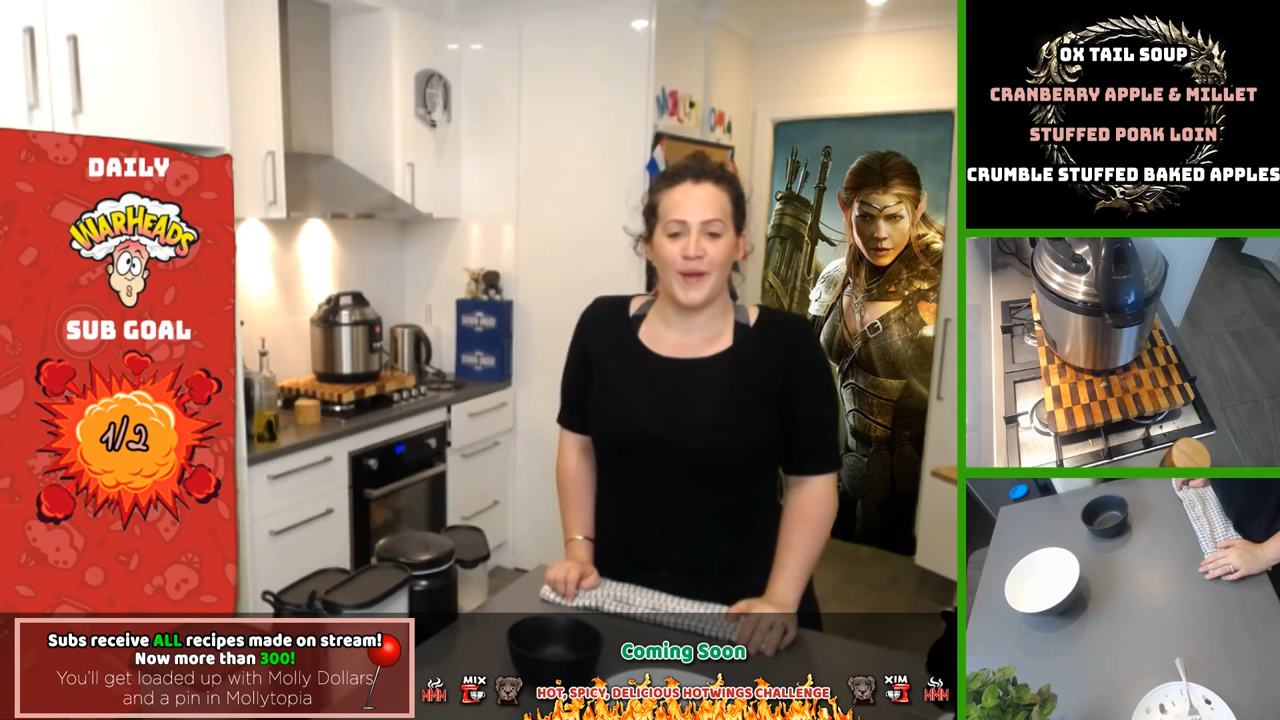 DAILY
WARHEADS
SUB GOAL
1/2
Subs receive ALL recipes made on stream!
Now more than 300!
You'll get loaded up with Molly Dollars
and a pin in Mollytopia
Coming Soon
MIX
HOT, SPICY, DELICIOUS HOTWINGS CHALLENGE
XIM
OX TAIL SOUP
CRANBERRY APPLE & MILLET
STUFFED PORK LOIN
CRUMBLE STUFFED BAKED APPLES